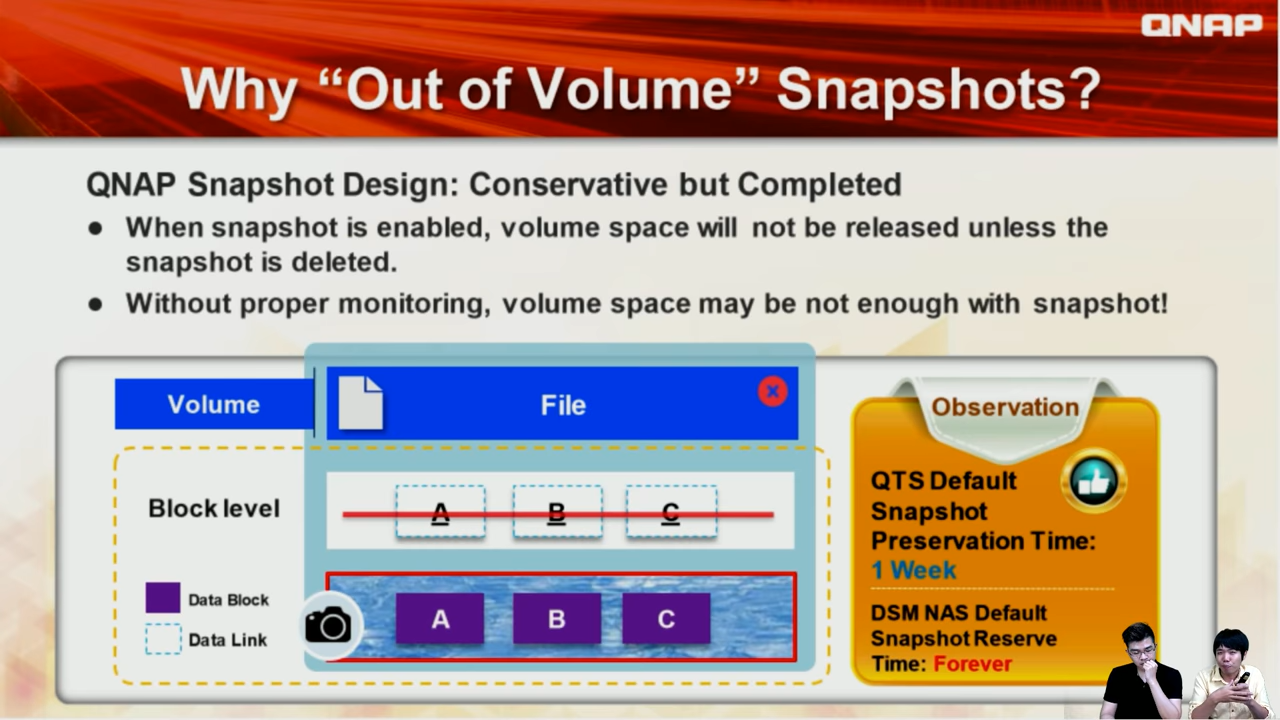 QNAP
Why “Out of Volume” Snapshots?
QNAP Snapshot Design: Conservative but Completed
● When snapshot is enabled, volume space will not be released unless the
snapshot is deleted.
● Without proper monitoring, volume space may be not enough with snapshot!
Volume
File
Block level
A B C
Data Block
Data Link
A B C
Observation
QTS Default
Snapshot
Preservation Time:
1 Week
DSM NAS Default
Snapshot Reserve
Time: Forever